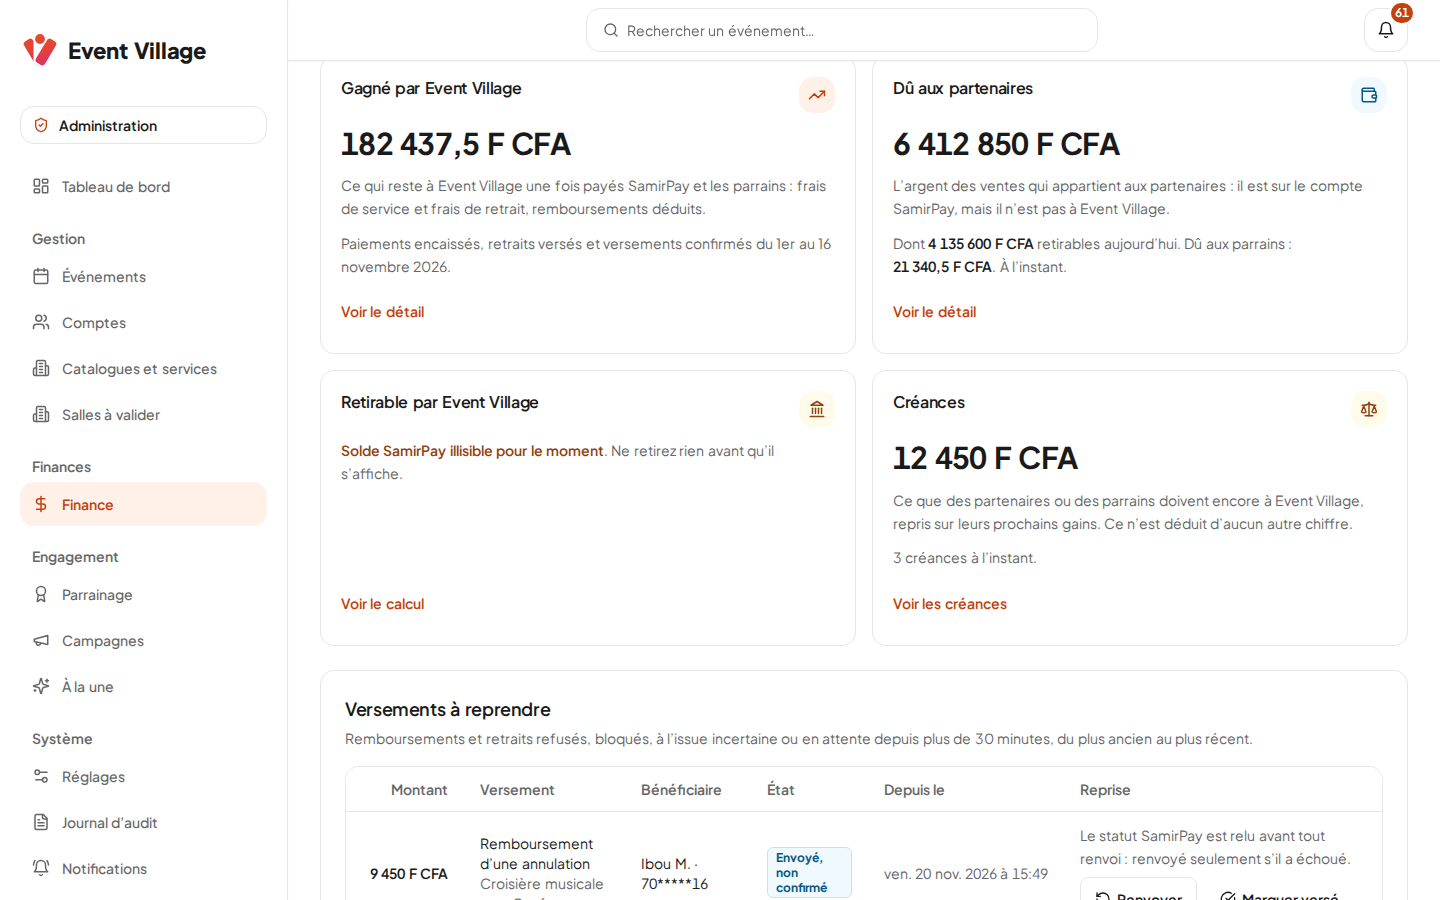 Event Village
Rechercher un événement...
61
Administration
Tableau de bord
Gestion
Événements
Comptes
Catalogues et services
Salles à valider
Finances
Finance
Engagement
Parrainage
Campagnes
À la une
Système
Réglages
Journal d'audit
Notifications
Gagné par Event Village
182 437,5 F CFA
Ce qui reste à Event Village une fois payés SamirPay et les parrains : frais
de service et frais de retrait, remboursements déduits.
Paiements encaissés, retraits versés et versements confirmés du 1er au 16
novembre 2026.
Voir le détail
Dû aux partenaires
6 412 850 F CFA
L'argent des ventes qui appartient aux partenaires : il est sur le compte
SamirPay, mais il n'est pas à Event Village.
Dont 4 135 600 F CFA retirables aujourd'hui. Dû aux parrains :
21 340,5 F CFA. À l'instant.
Voir le détail
Retirable par Event Village
Solde SamirPay illisible pour le moment. Ne retirez rien avant qu'il
s'affiche.
Voir le calcul
Créances
12 450 F CFA
Ce que des partenaires ou des parrains doivent encore à Event Village,
repris sur leurs prochains gains. Ce n'est déduit d'aucun autre chiffre.
3 créances à l'instant.
Voir les créances
Versements à reprendre
Remboursements et retraits refusés, bloqués, à l'issue incertaine ou en attente depuis plus de 30 minutes, du plus ancien au plus récent.
Montant Versement Bénéficiaire État Depuis le Reprise
9 450 F CFA
Remboursement
d'une annulation
Croisière musicale
Ibou M. ·
70*****16
Envoyé,
non
confirmé
ven. 20 nov. 2026 à 15:49
Le statut SamirPay est relu avant tout
renvoi : renvoyé seulement s'il a échoué.
Renvoyer Marquer versé